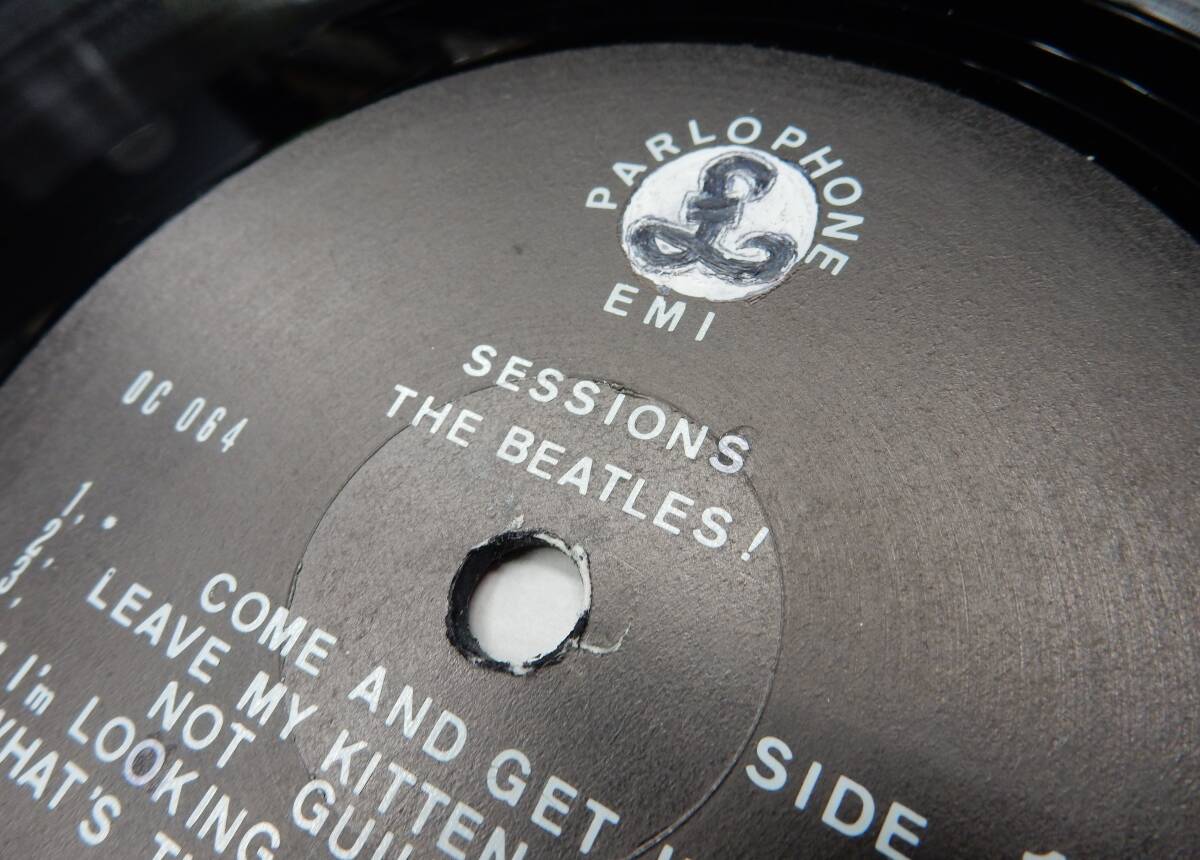 PARLOPHONE
EMI
SESSIONS
THE BEATLES!
OC 064
SIDE
1. COME AND GET
2. LEAVE MY KITTEN
3. NOT
I'm LOOKING
WHAT'S